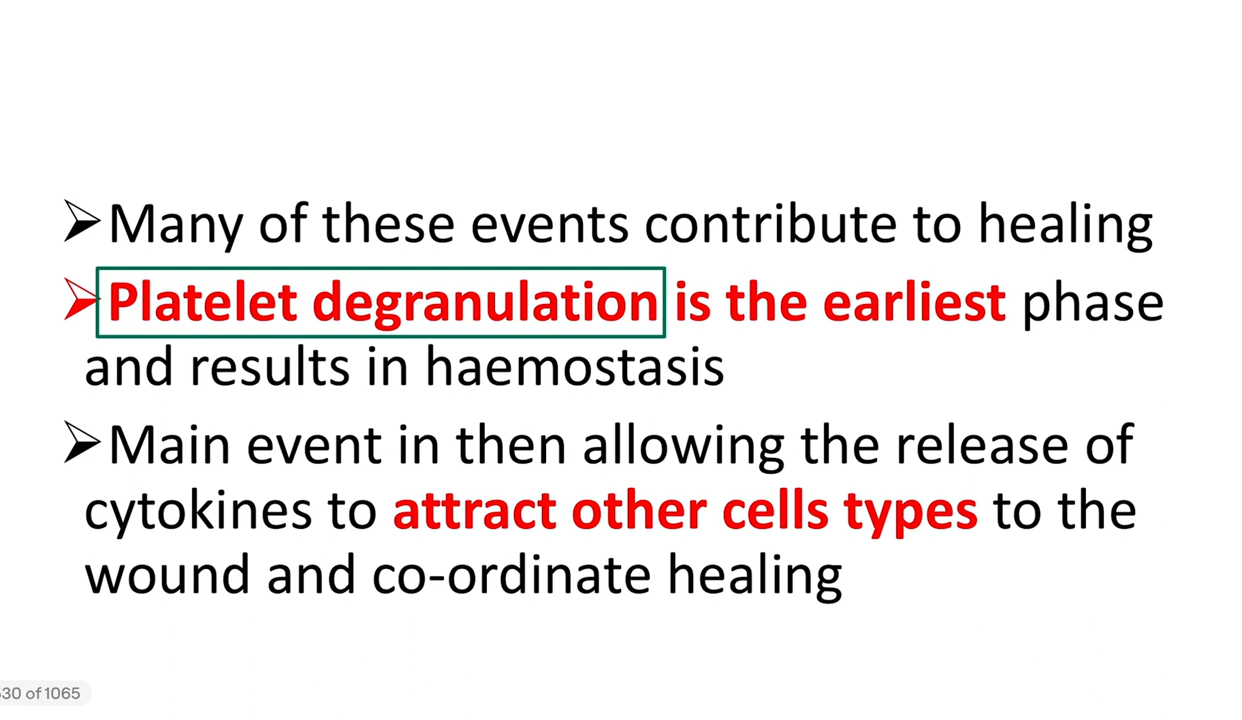 ➢Many of these events contribute to healing
➢Platelet degranulation is the earliest phase
and results in haemostasis
➢Main event in then allowing the release of
cytokines to attract other cells types to the
wound and co-ordinate healing
530 of 1065